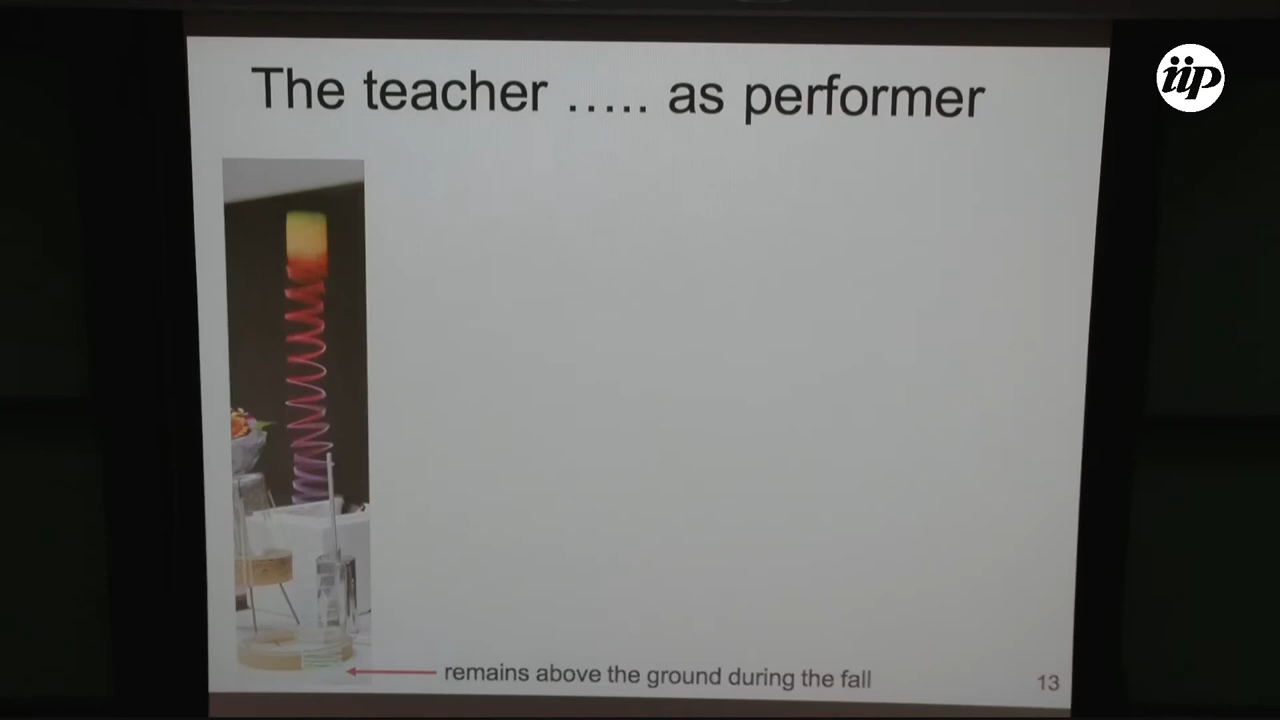 The teacher ..... as performer
iip
remains above the ground during the fall
13